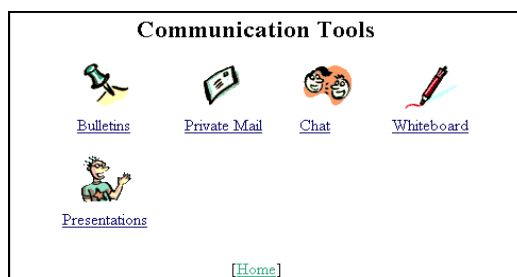 Communication Tools
Bulletins Private Mail Chat Whiteboard
Presentations
[Home]